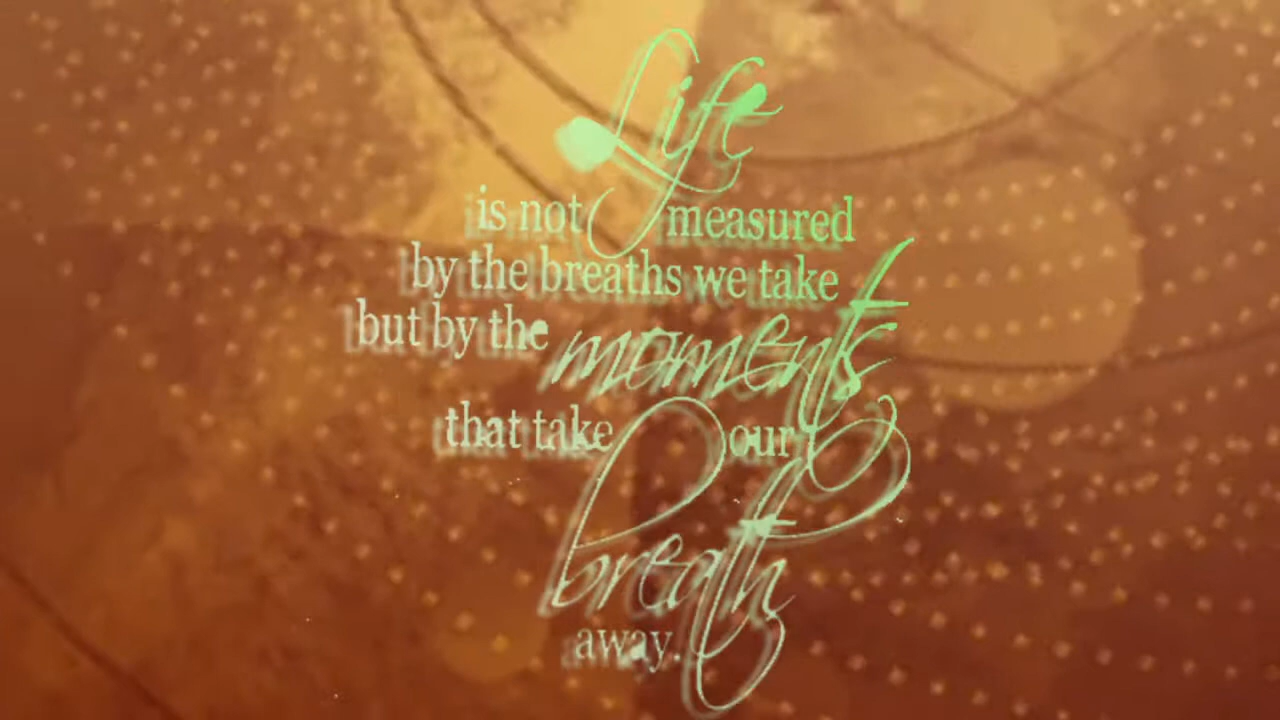 Life
is not measured
by the breaths we take
but by the moments
that take our
breath
away.